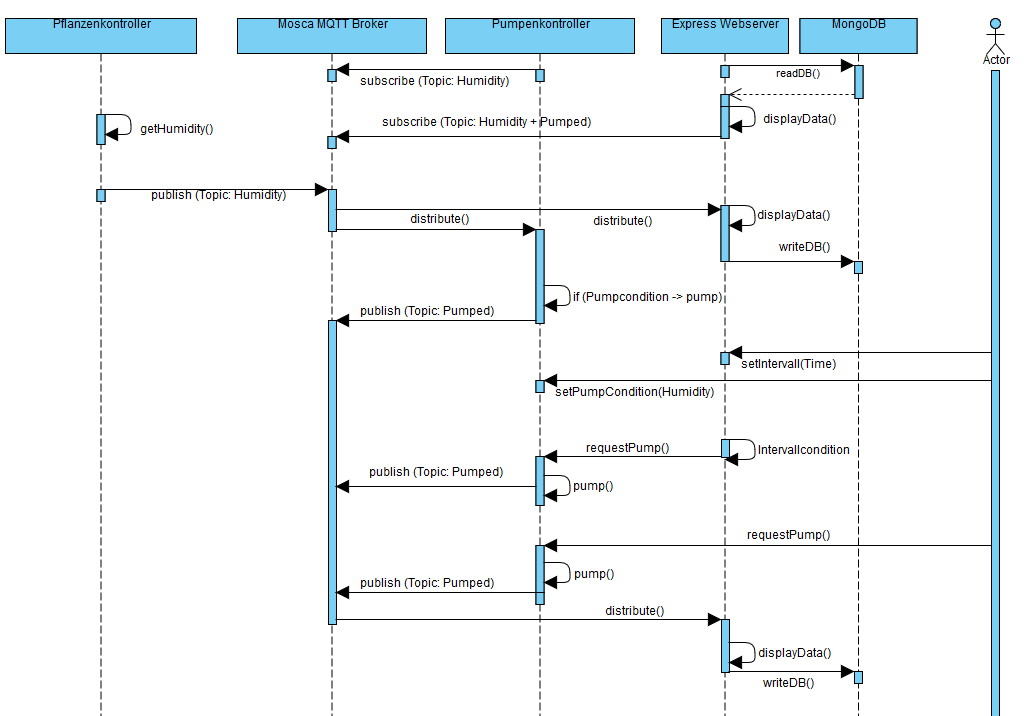 Pflanzenkontroller
Mosca MQTT Broker
Pumpenkontroller
Express Webserver
MongoDB
Actor
subscribe (Topic: Humidity)
readDB()
getHumidity()
subscribe (Topic: Humidity + Pumped)
displayData()
publish (Topic: Humidity)
distribute()
distribute()
displayData()
writeDB()
if (Pumpcondition -> pump)
publish (Topic: Pumped)
setIntervall(Time)
setPumpCondition(Humidity)
requestPump()
Intervallcondition
publish (Topic: Pumped)
pump()
requestPump()
pump()
publish (Topic: Pumped)
distribute()
displayData()
writeDB()